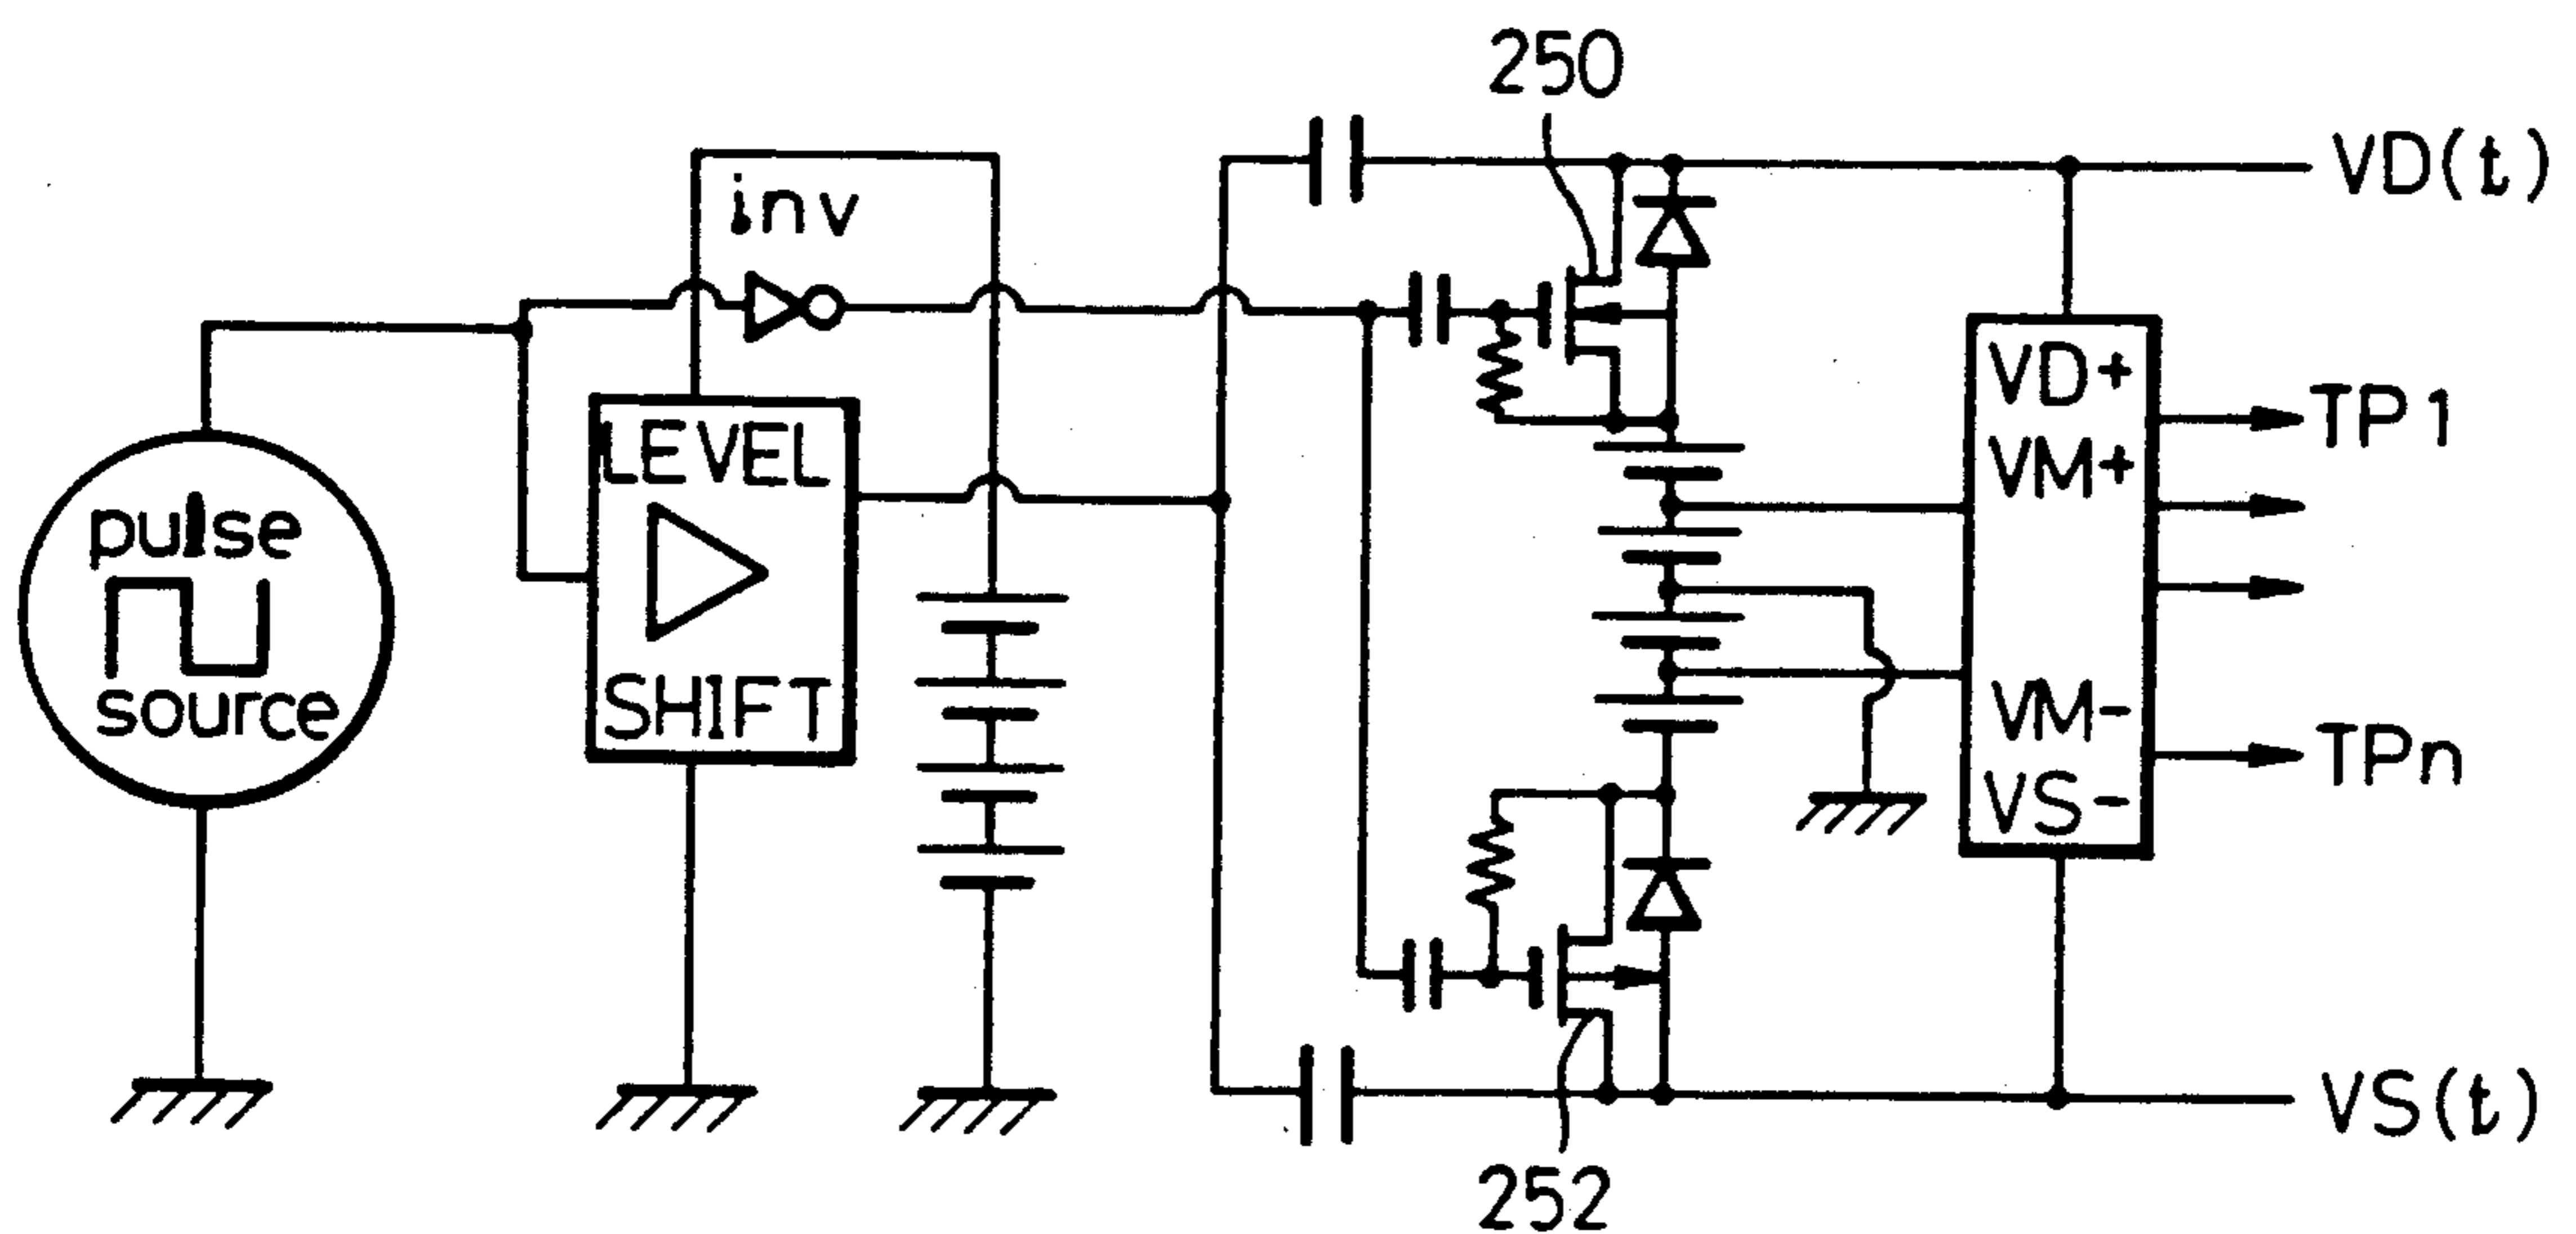 250
VD(t)
inv
VD+
TP1
LEVEL
VM+
pulse
SHIFT
source
VM-
TPn
VS-
VS(t)
252